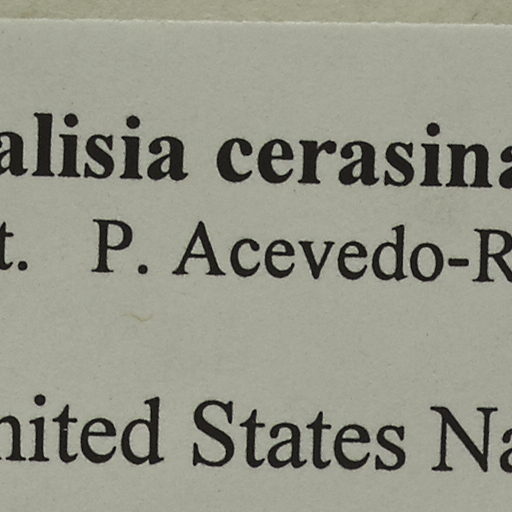 alisia cerasina
t. P. Acevedo-R
nited States Na